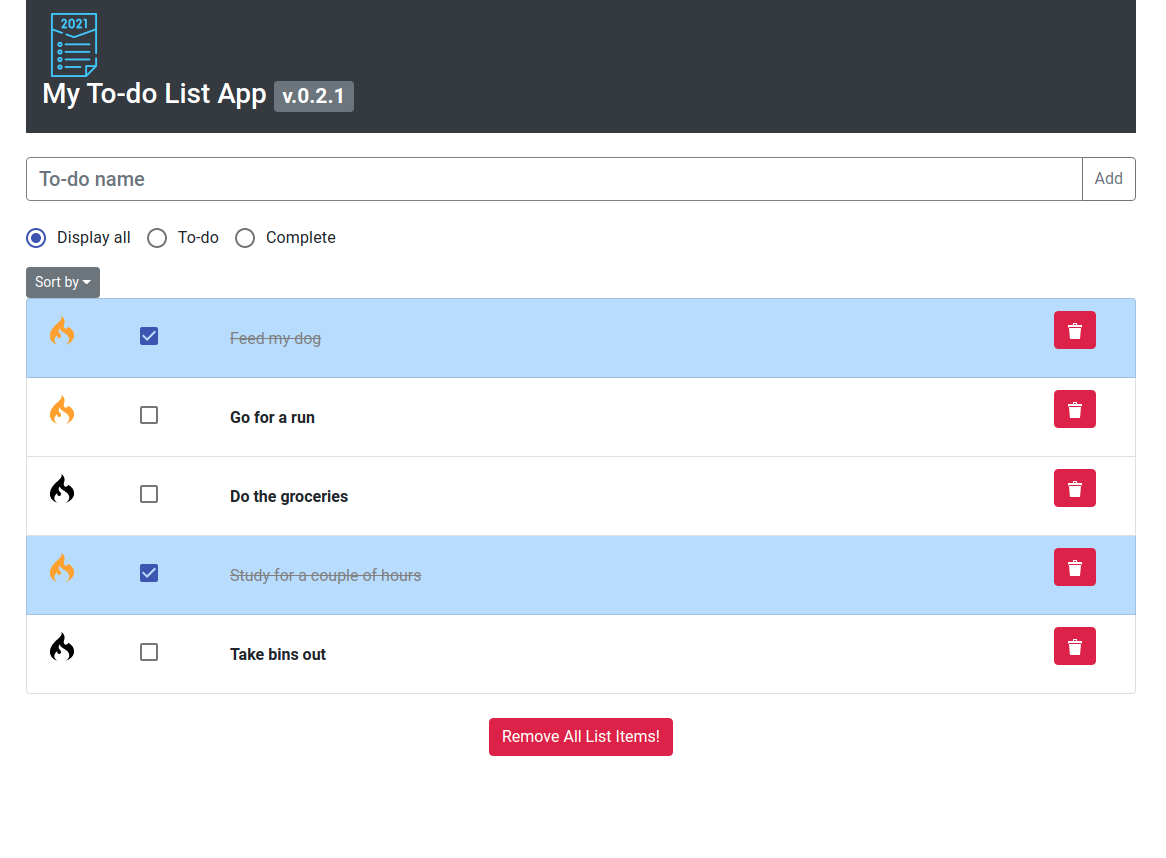 2021
My To-do List App v.0.2.1
To-do name Add
Display all To-do Complete
Sort by
Feed my dog
Go for a run
Do the groceries
Study for a couple of hours
Take bins out
Remove All List Items!